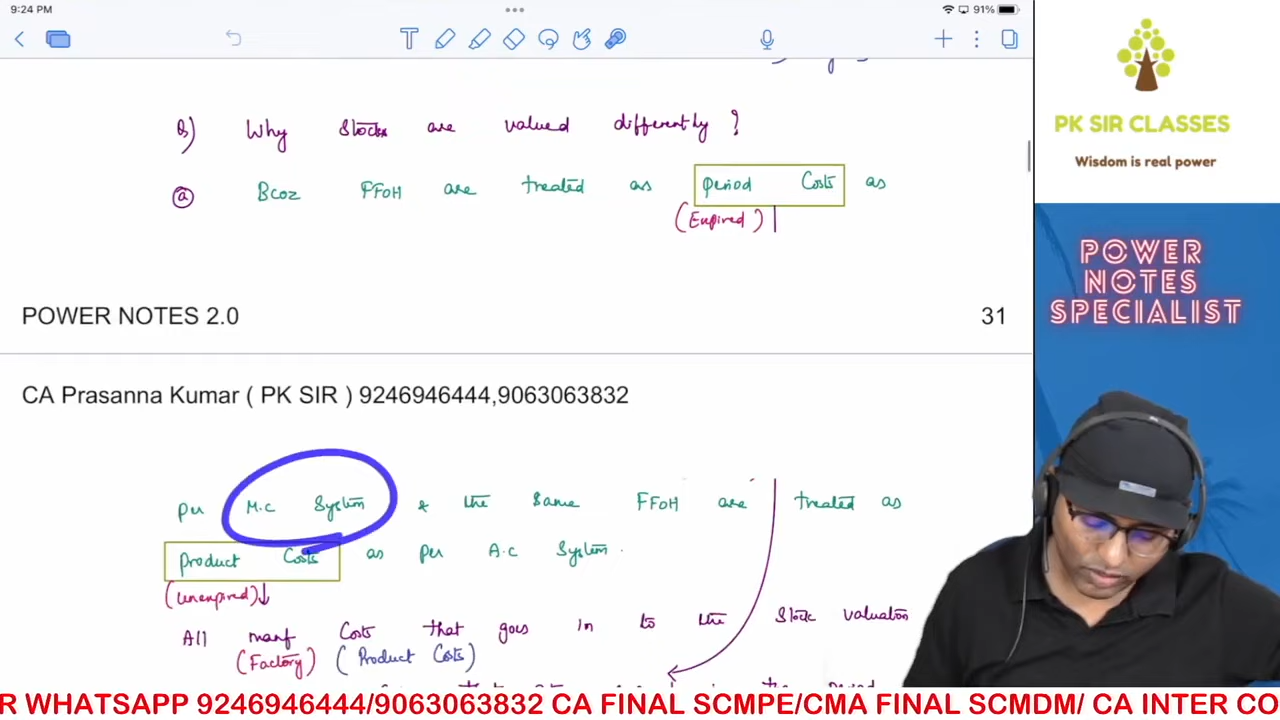 9:24 PM
91%
PK SIR CLASSES
Wisdom is real power
POWER
NOTES
SPECIALIST
Q) Why Stocks are valued differently ?
a Bcoz FFOH are treated as period Costs as
(Expired)
POWER NOTES 2.0 31
CA Prasanna Kumar ( PK SIR ) 9246946444,9063063832
per M.C System & the Same FFOH are treated as
product Costs as per A.C System.
(unexpired)
All manf Costs that goes in to the Stock valuation
(Factory) (Product Costs)
the period
R WHATSAPP 9246946444/9063063832 CA FINAL SCMPE/CMA FINAL SCMDM/ CA INTER CO